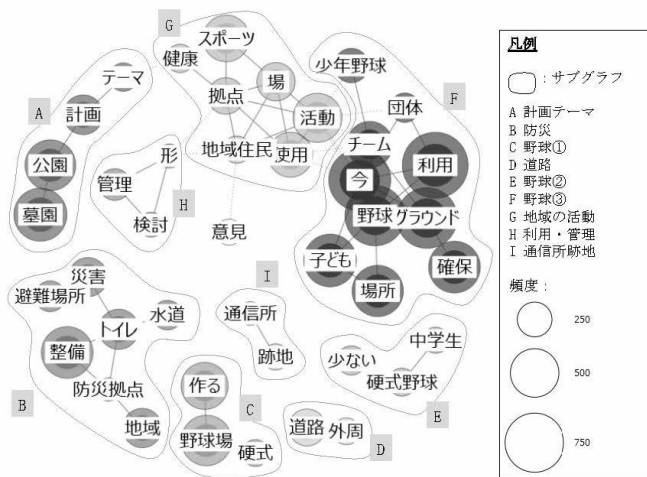 G
スポーツ
健康
場
拠点
活動
地域住民
使用
意見
テーマ
A
計画
公園
墓園
形
管理
検討
H
少年野球
団体
F
チーム
利用
今
野球
グラウンド
子ども
確保
場所
I
通信所
跡地
災害
避難場所
水道
トイレ
整備
防災拠点
B
地域
作る
C
野球場
硬式
道路
外周
D
中学生
少ない
硬式野球
E
凡例
：サブグラフ
A 計画テーマ
B 防災
C 野球①
D 道路
E 野球②
F 野球③
G 地域の活動
H 利用・管理
I 通信所跡地
頻度：
250
500
750